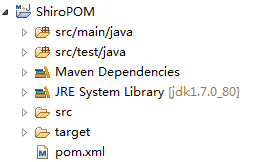 ShiroPOM
src/main/java
src/test/java
Maven Dependencies
JRE System Library [jdk1.7.0_80]
src
target
pom.xml